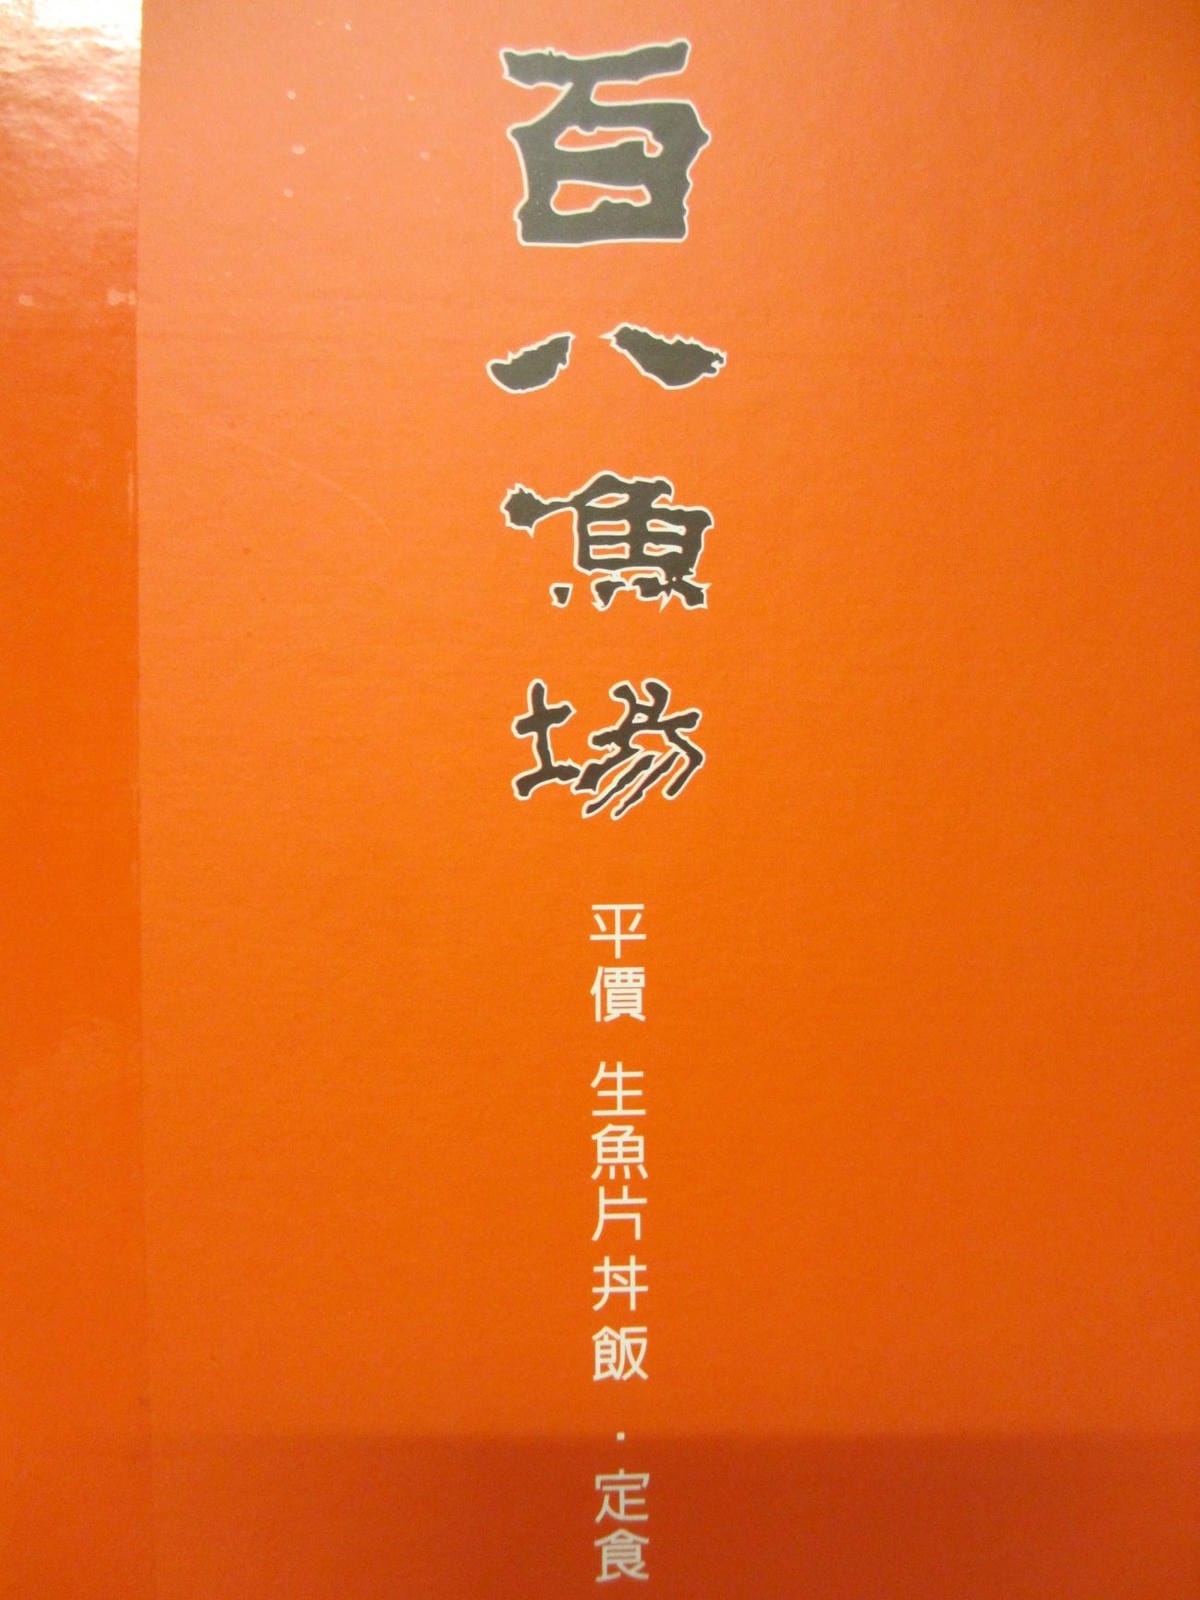 百八魚場
平價 生魚片丼飯 · 定食